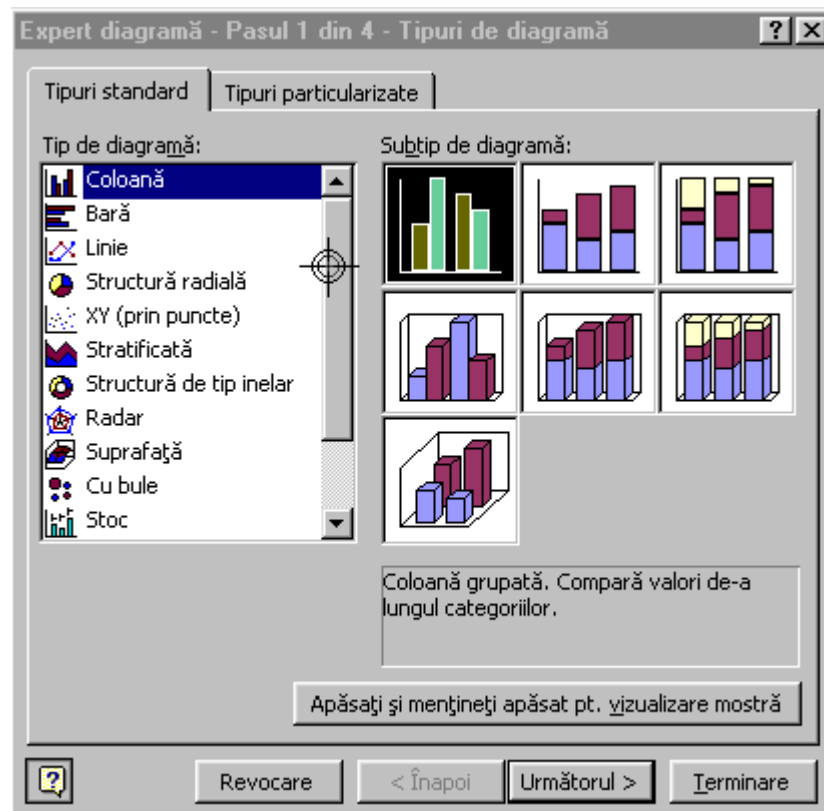 Expert diagramă - Pasul 1 din 4 - Tipuri de diagramă
Tipuri standard
Tipuri particularizate
Tip de diagramă:
Coloană
Bară
Linie
Structură radială
XY (prin puncte)
Stratificată
Structură de tip inelar
Radar
Suprafaţă
Cu bule
Stoc
Subtip de diagramă:
Coloană grupată. Compară valori de-a
lungul categoriilor.
Apăsaţi şi menţineţi apăsat pt. vizualizare mostră
Revocare
< Înapoi
Următorul >
Terminare